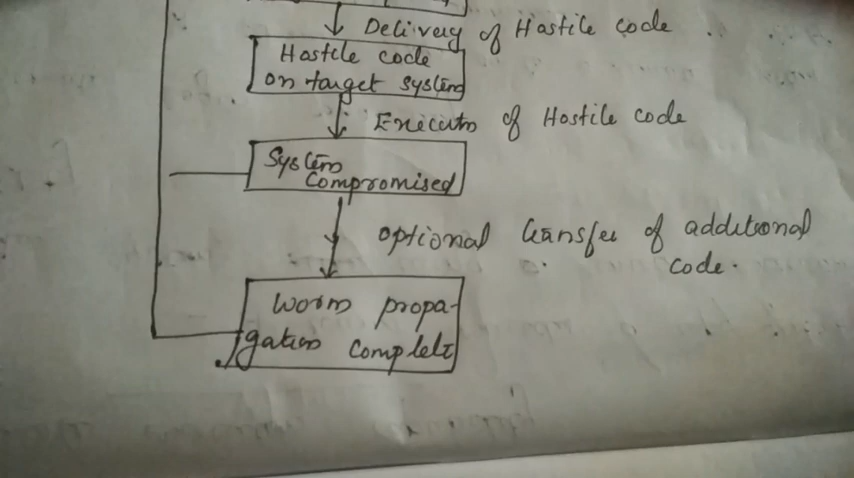 Delivery of Hostile code
Hostile code
on target system
Execution of Hostile code
System
compromised
optional transfer of additional
code.
Worm propa-
gation complete